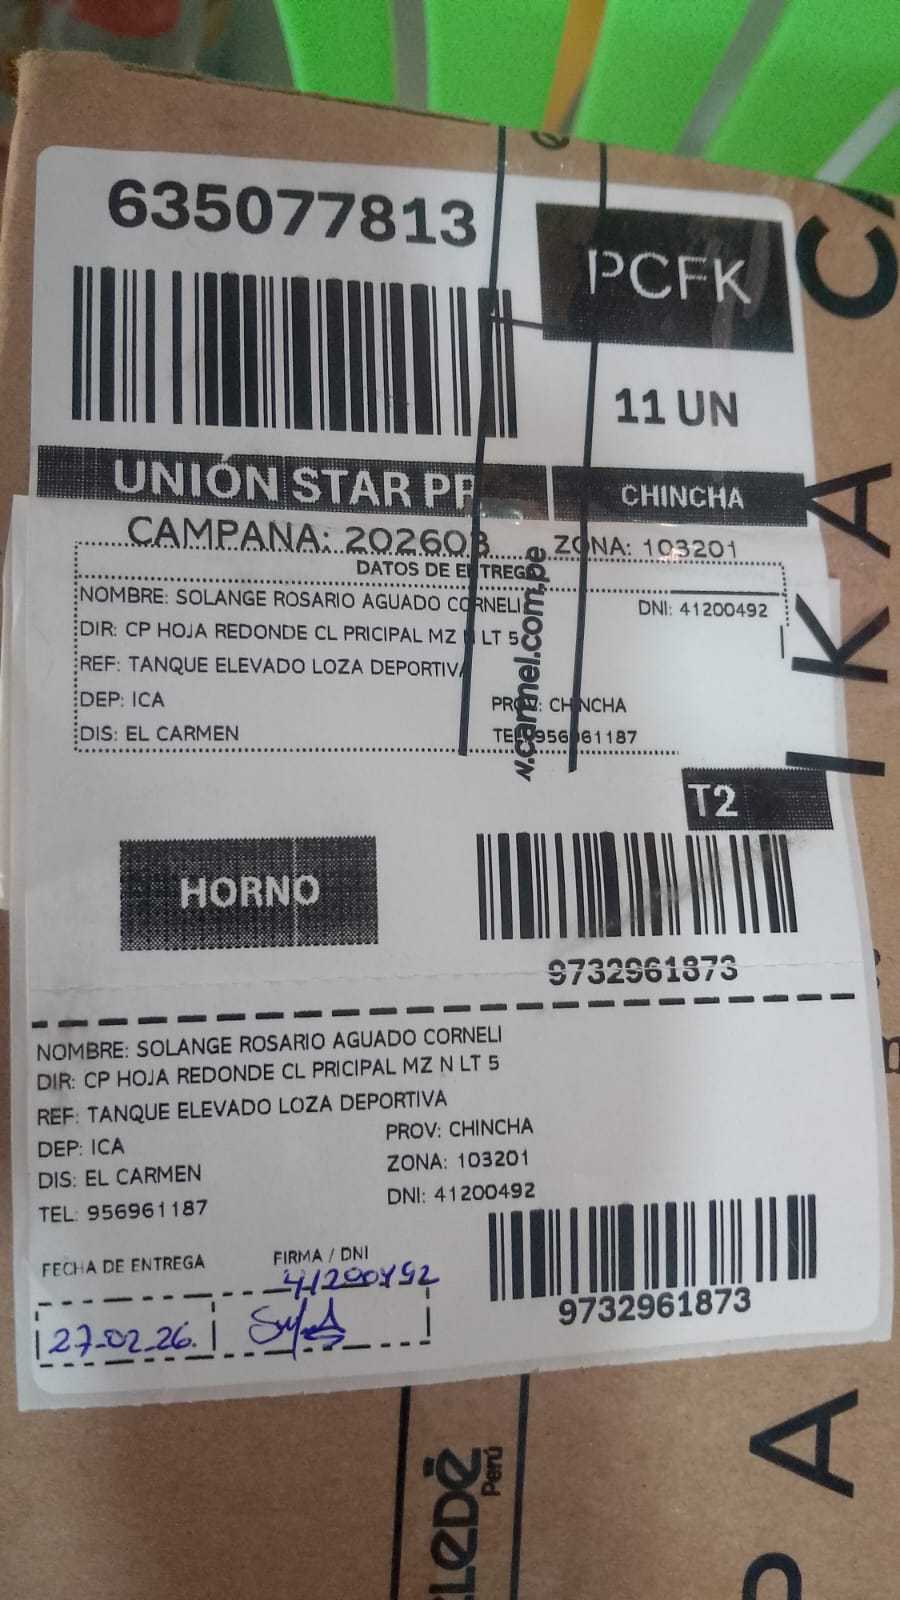 635077813
PCFK
11 UN
UNIÓN STAR PR
CHINCHA
CAMPANA: 202603
ZONA: 103201
DATOS DE ENTREGA
NOMBRE: SOLANGE ROSARIO AGUADO CORNELI
DNI: 41200492
DIR: CP HOJA REDONDE CL PRICIPAL MZ N LT 5
REF: TANQUE ELEVADO LOZA DEPORTIVA
DEP: ICA
PROV: CHINCHA
DIS: EL CARMEN
TEL: 956961187
.carmel.com.pe
T2
HORNO
9732961873
NOMBRE: SOLANGE ROSARIO AGUADO CORNELI
DIR: CP HOJA REDONDE CL PRICIPAL MZ N LT 5
REF: TANQUE ELEVADO LOZA DEPORTIVA
DEP: ICA
PROV: CHINCHA
DIS: EL CARMEN
ZONA: 103201
TEL: 956961187
DNI: 41200492
FECHA DE ENTREGA
FIRMA / DNI
41200492
27-02-26.
9732961873
Perú